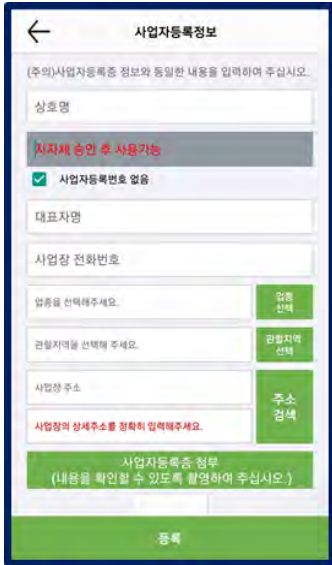 사업자등록정보
(주의)사업자등록증 정보와 동일한 내용을 입력하여 주십시오.
상호명
지자체 승인 후 사용가능
사업자등록번호 없음
대표자명
사업장 전화번호
업종을 선택해주세요.
업종
선택
관할지역을 선택해 주세요.
관할지역
선택
사업장 주소
주소
검색
사업장의 상세주소를 정확히 입력해주세요.
사업자등록증 첨부
(내용을 확인할 수 있도록 촬영하여 주십시오.)
등록